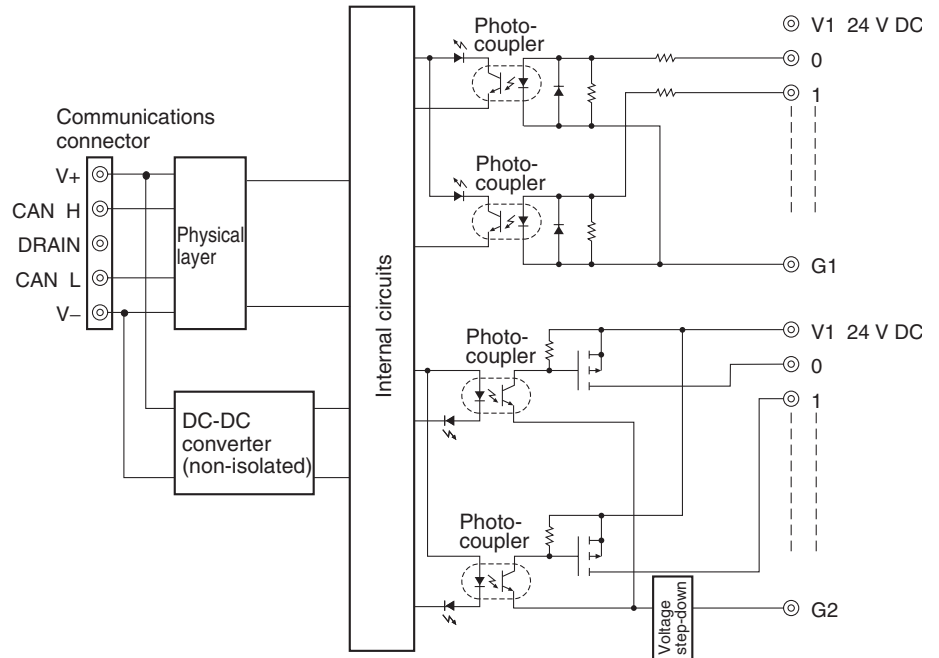 Communications
connector
V+
CAN H
DRAIN
CAN L
V–
Physical
layer
DC-DC
converter
(non-isolated)
Internal circuits
Photo-
coupler
V1 24 V DC
0
1
Photo-
coupler
G1
Photo-
coupler
V1 24 V DC
0
1
Photo-
coupler
Voltage
step-down
G2